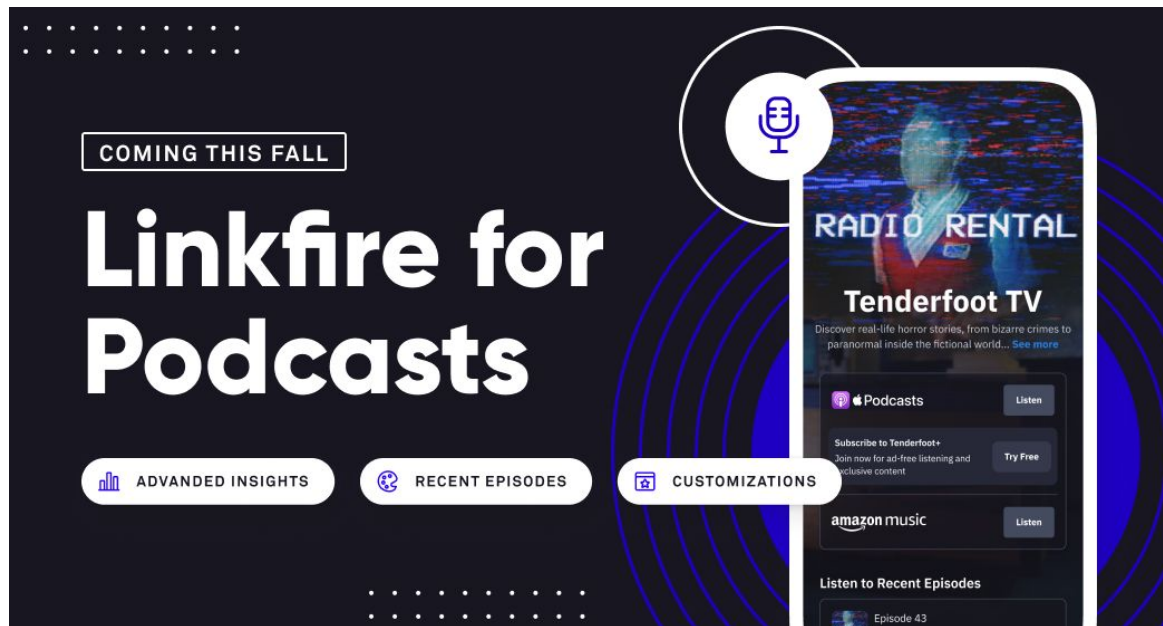 COMING THIS FALL
Linkfire for
Podcasts
ADVANDED INSIGHTS
RECENT EPISODES
CUSTOMIZATIONS
RADIO RENTAL
Tenderfoot TV
Discover real-life horror stories, from bizarre crimes to
paranormal inside the fictional world... See more
Podcasts
Listen
Subscribe to Tenderfoot+
Join now for ad-free listening and
exclusive content
Try Free
amazon music
Listen
Listen to Recent Episodes
Episode 43